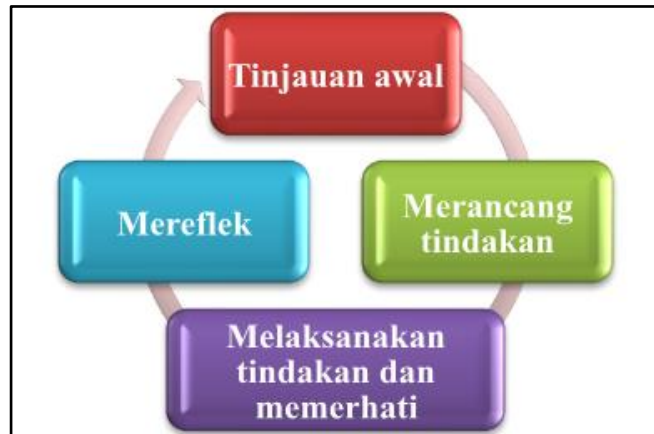 Tinjauan awal
Merancang
tindakan
Melaksanakan
tindakan dan
memerhati
Mereflek